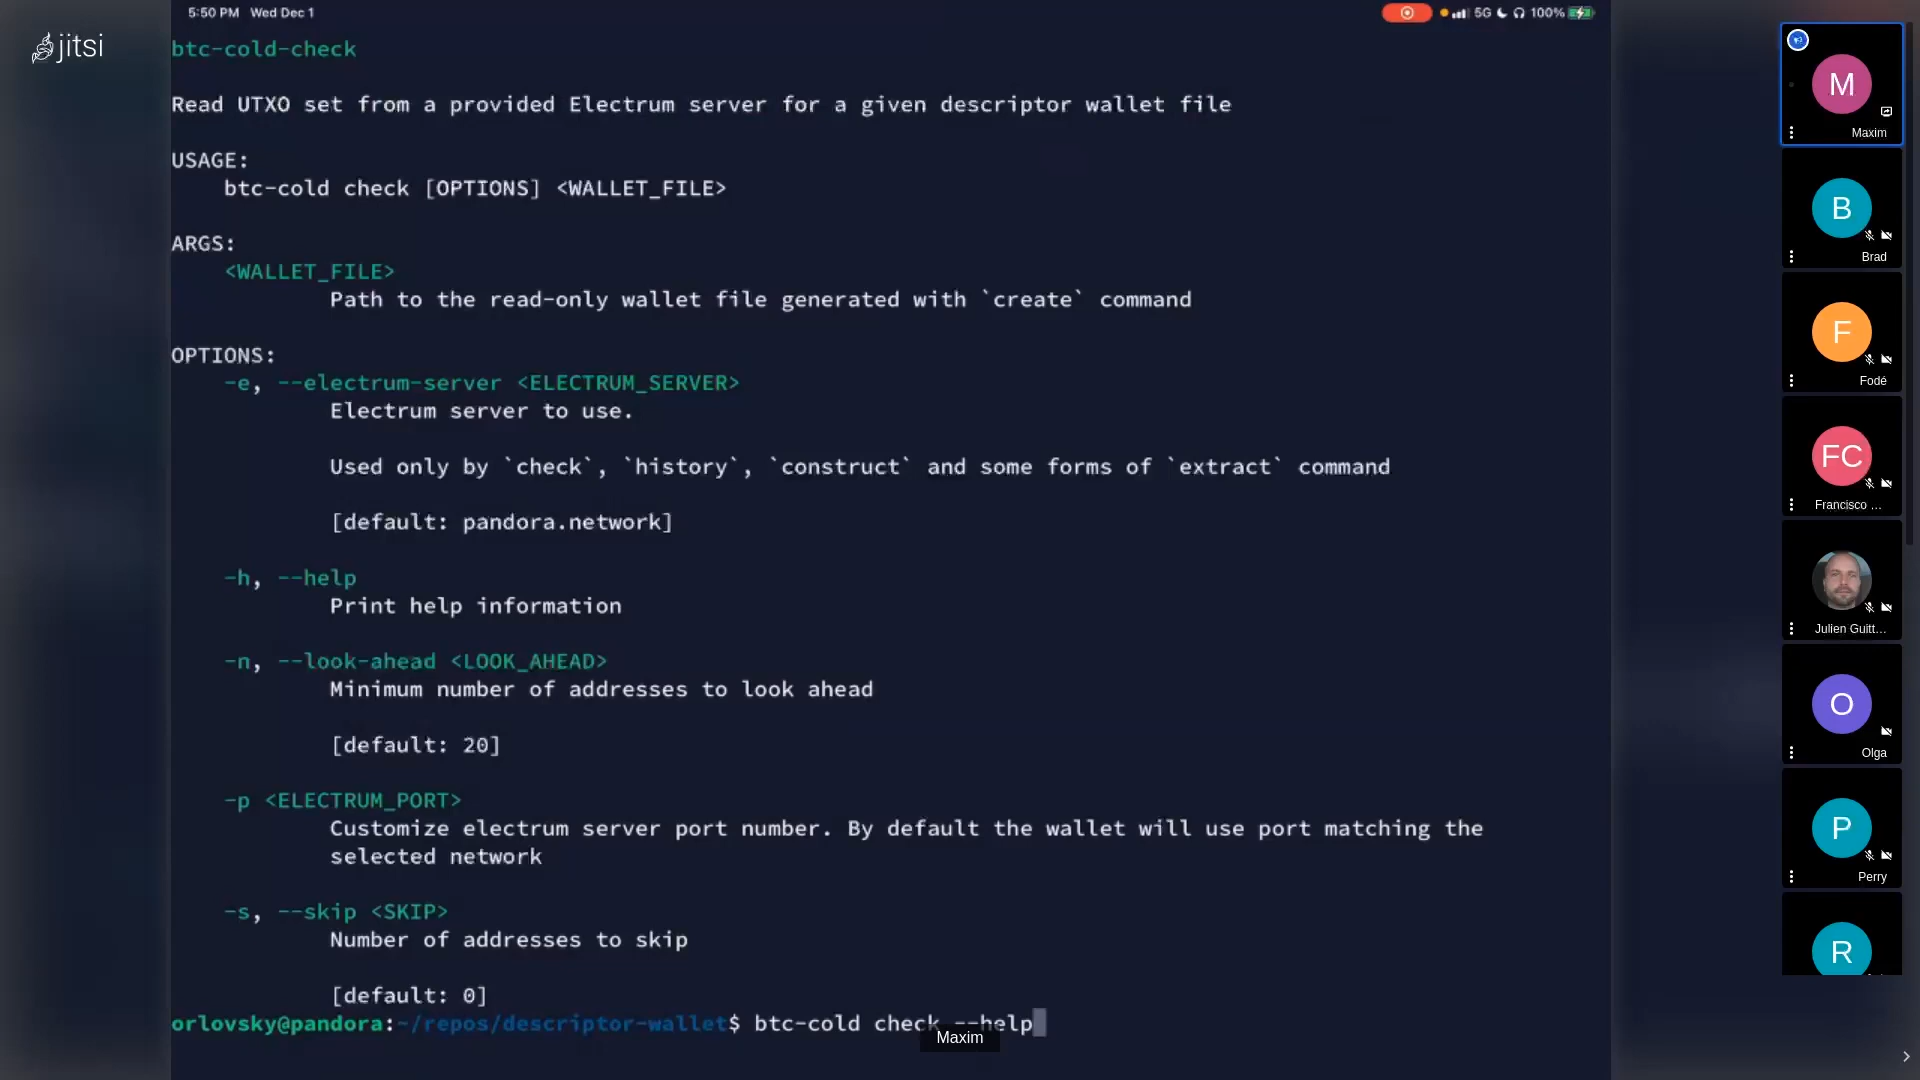 5:50 PM Wed Dec 1
5G 100%
jitsi
btc-cold-check
Read UTXO set from a provided Electrum server for a given descriptor wallet file
USAGE:
btc-cold check [OPTIONS] <WALLET_FILE>
ARGS:
<WALLET_FILE>
Path to the read-only wallet file generated with `create` command
OPTIONS:
-e, --electrum-server <ELECTRUM_SERVER>
Electrum server to use.
Used only by `check`, `history`, `construct` and some forms of `extract` command
[default: pandora.network]
-h, --help
Print help information
-n, --look-ahead <LOOK_AHEAD>
Minimum number of addresses to look ahead
[default: 20]
-p <ELECTRUM_PORT>
Customize electrum server port number. By default the wallet will use port matching the
selected network
-s, --skip <SKIP>
Number of addresses to skip
[default: 0]
orlovsky@pandora:~/repos/descriptor-wallet$ btc-cold check --help
Maxim
M
Maxim
B
Brad
F
Fodé
FC
Francisco ...
Julien Guitt...
O
Olga
P
Perry
R